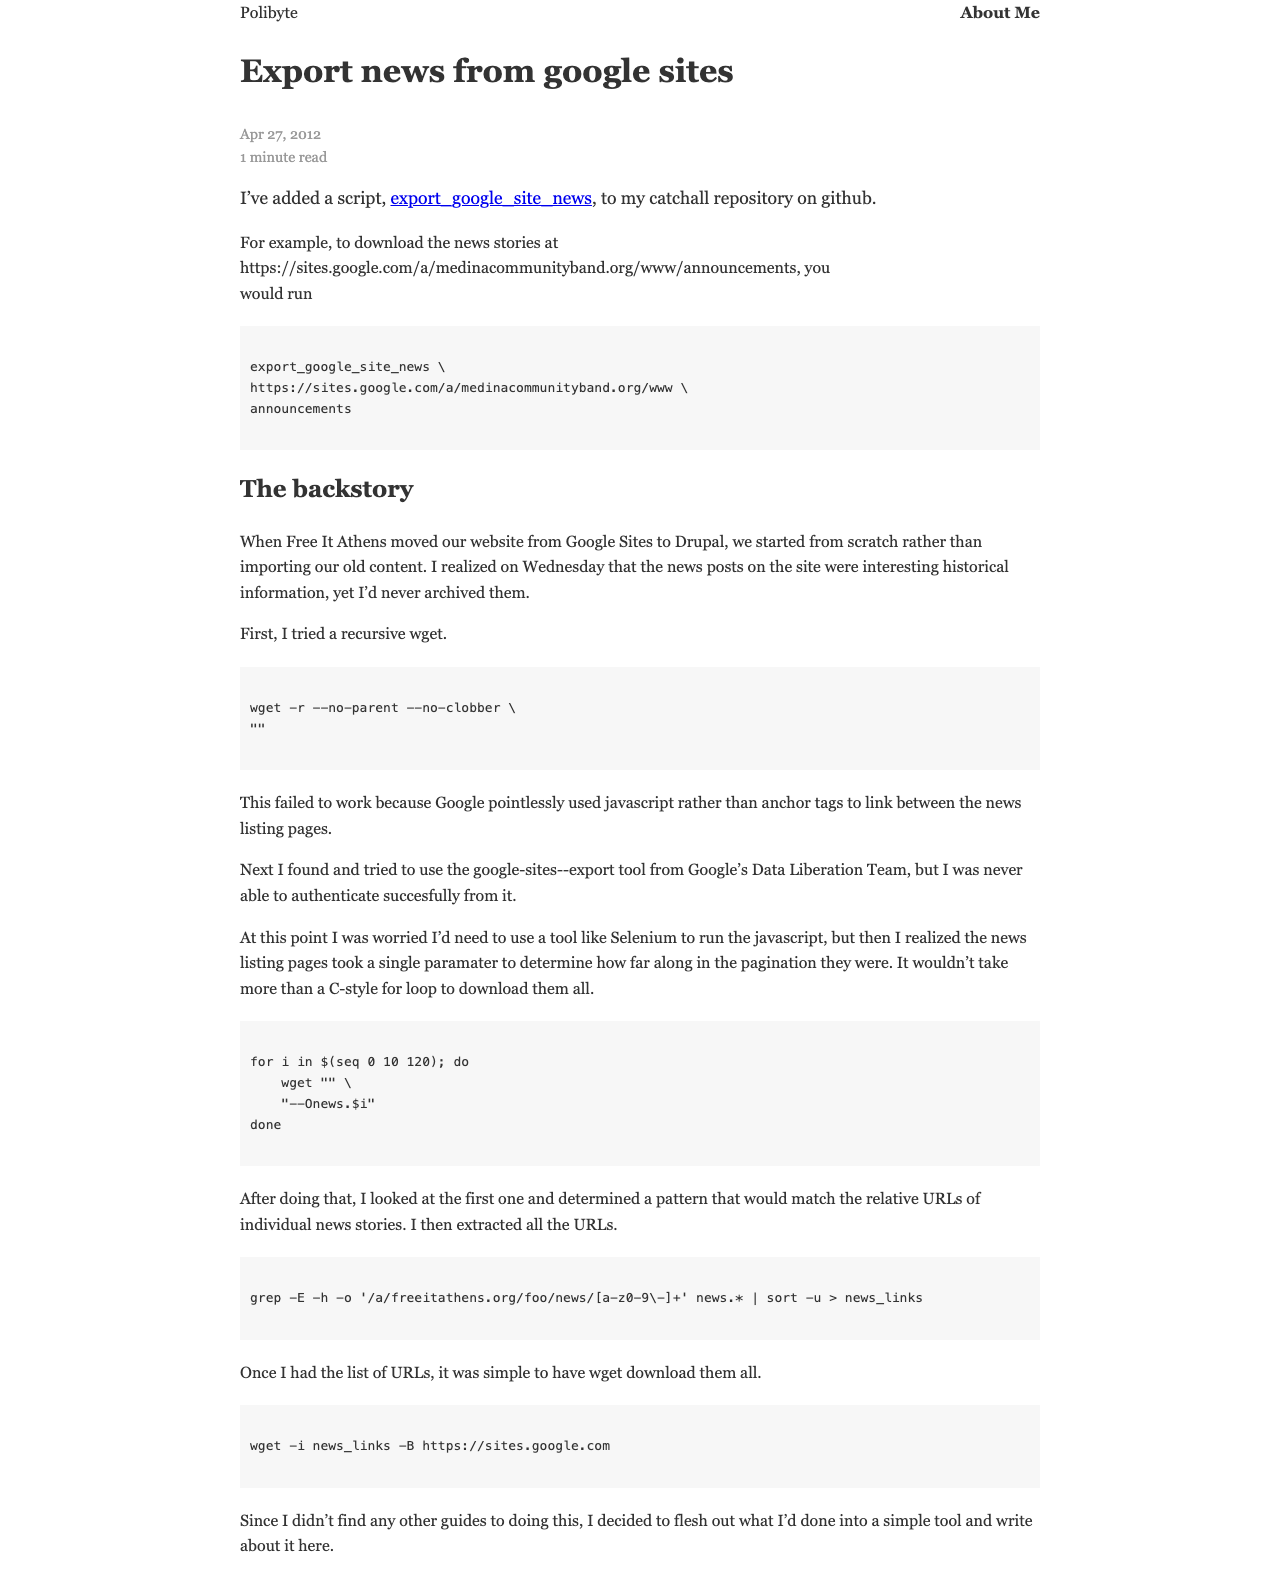 Polibyte
About Me
Export news from google sites
Apr 27, 2012
1 minute read
I’ve added a script, export_google_site_news, to my catchall repository on github.
For example, to download the news stories at
https://sites.google.com/a/medinacommunityband.org/www/announcements, you
would run
export_google_site_news \
https://sites.google.com/a/medinacommunityband.org/www \
announcements
The backstory
When Free It Athens moved our website from Google Sites to Drupal, we started from scratch rather than
importing our old content. I realized on Wednesday that the news posts on the site were interesting historical
information, yet I’d never archived them.
First, I tried a recursive wget.
wget -r --no-parent --no-clobber \
""
This failed to work because Google pointlessly used javascript rather than anchor tags to link between the news
listing pages.
Next I found and tried to use the google-sites--export tool from Google’s Data Liberation Team, but I was never
able to authenticate succesfully from it.
At this point I was worried I’d need to use a tool like Selenium to run the javascript, but then I realized the news
listing pages took a single paramater to determine how far along in the pagination they were. It wouldn’t take
more than a C-style for loop to download them all.
for i in $(seq 0 10 120); do
    wget "" \
    "--Onews.$i"
done
After doing that, I looked at the first one and determined a pattern that would match the relative URLs of
individual news stories. I then extracted all the URLs.
grep -E -h -o '/a/freeitathens.org/foo/news/[a-z0-9\-]+' news.* | sort -u > news_links
Once I had the list of URLs, it was simple to have wget download them all.
wget -i news_links -B https://sites.google.com
Since I didn’t find any other guides to doing this, I decided to flesh out what I’d done into a simple tool and write
about it here.